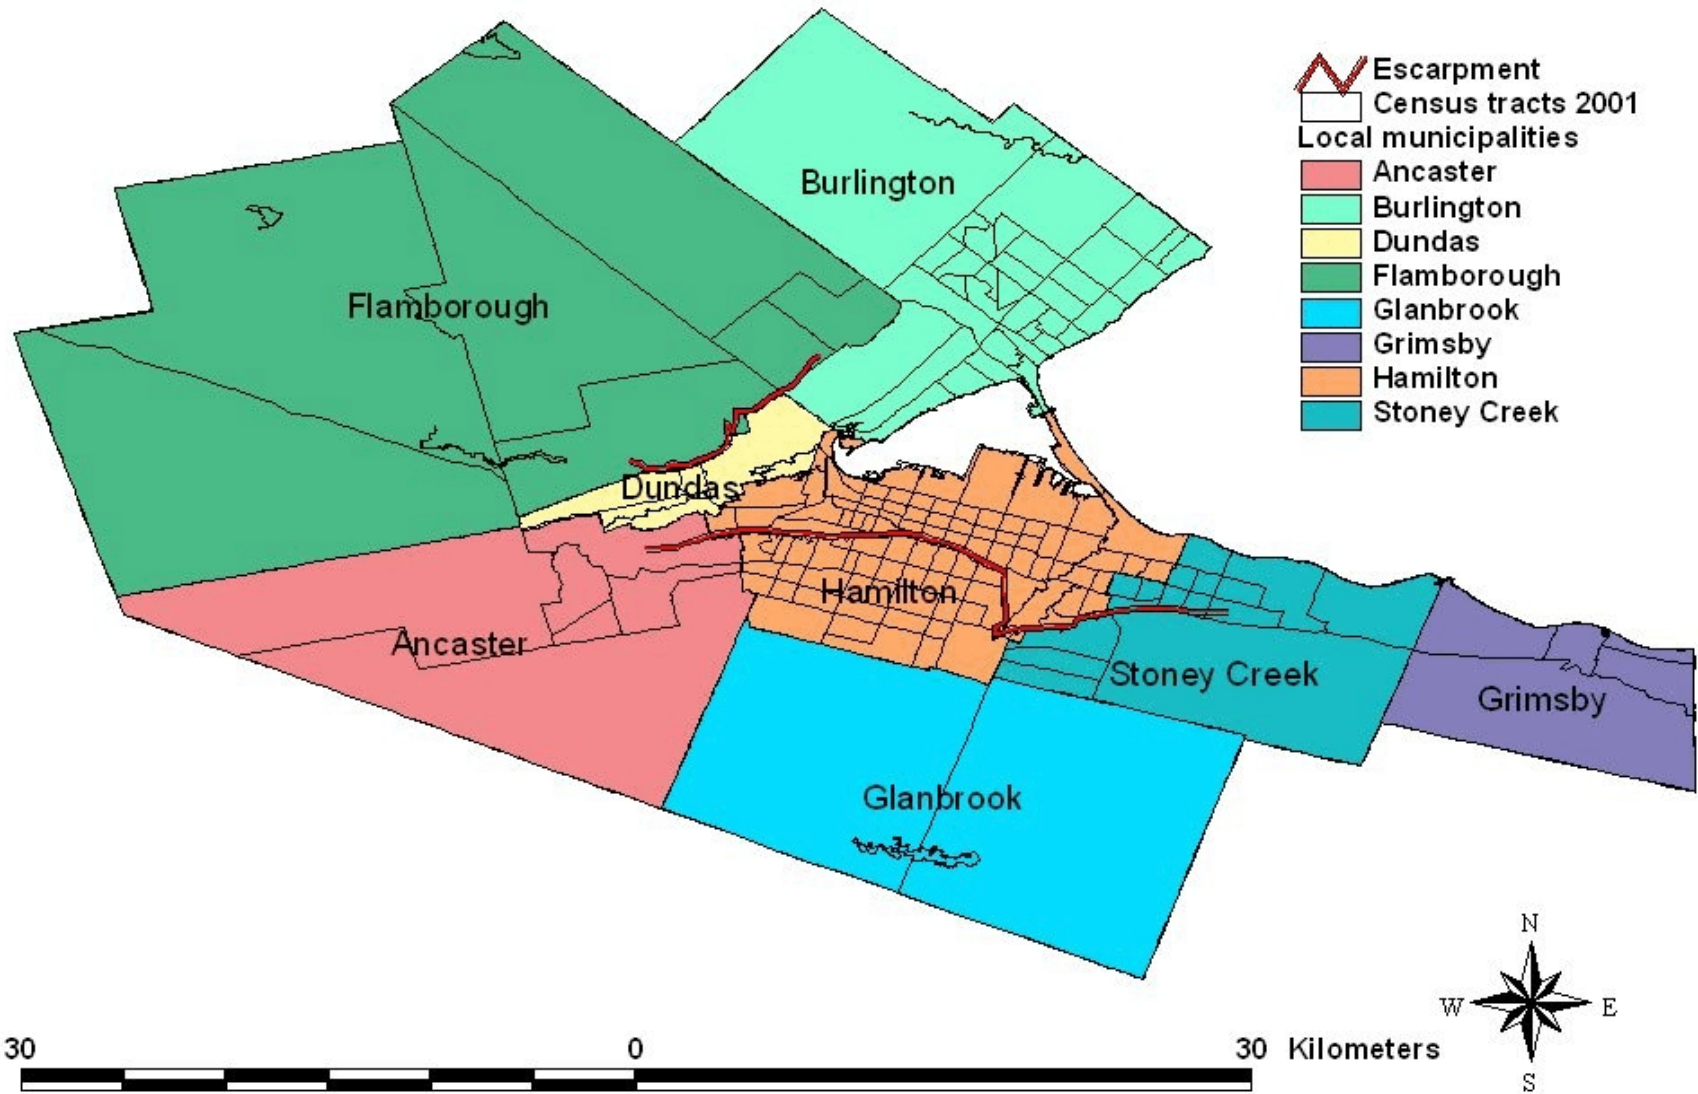 Escarpment
Census tracts 2001
Local municipalities
Ancaster
Burlington
Dundas
Flamborough
Glanbrook
Grimsby
Hamilton
Stoney Creek
Burlington
Flamborough
Dundas
Hamilton
Ancaster
Stoney Creek
Grimsby
Glanbrook
N
W E
S
30 0 30 Kilometers